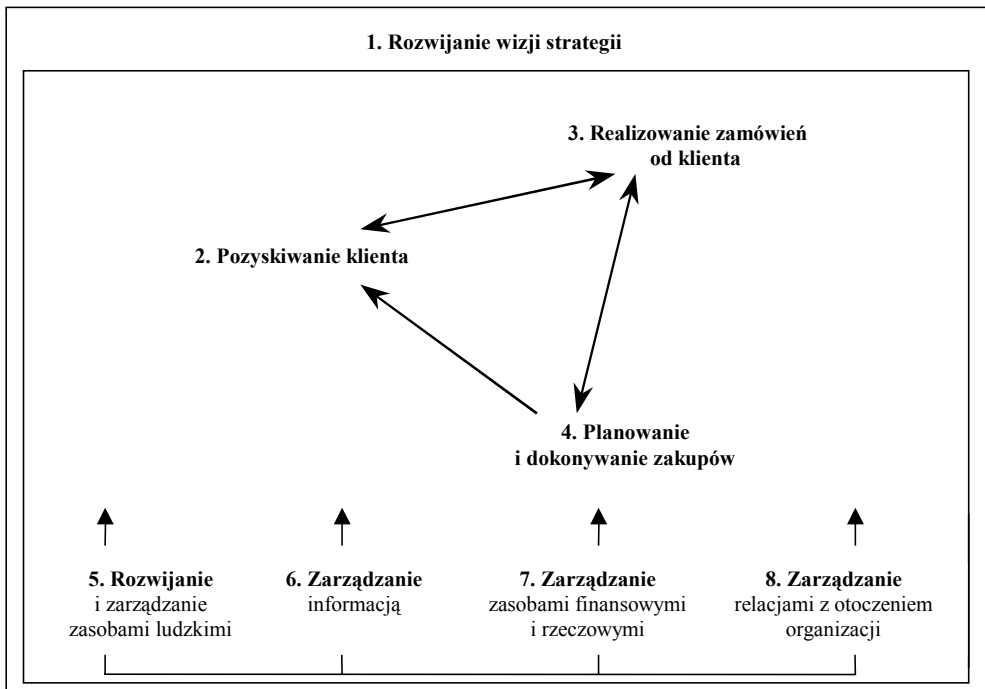 1. Rozwijanie wizji strategii
3. Realizowanie zamówień
od klienta
2. Pozyskiwanie klienta
4. Planowanie
i dokonywanie zakupów
5. Rozwijanie
i zarządzanie
zasobami ludzkimi
6. Zarządzanie
informacją
7. Zarządzanie
zasobami finansowymi
i rzeczowymi
8. Zarządzanie
relacjami z otoczeniem
organizacji